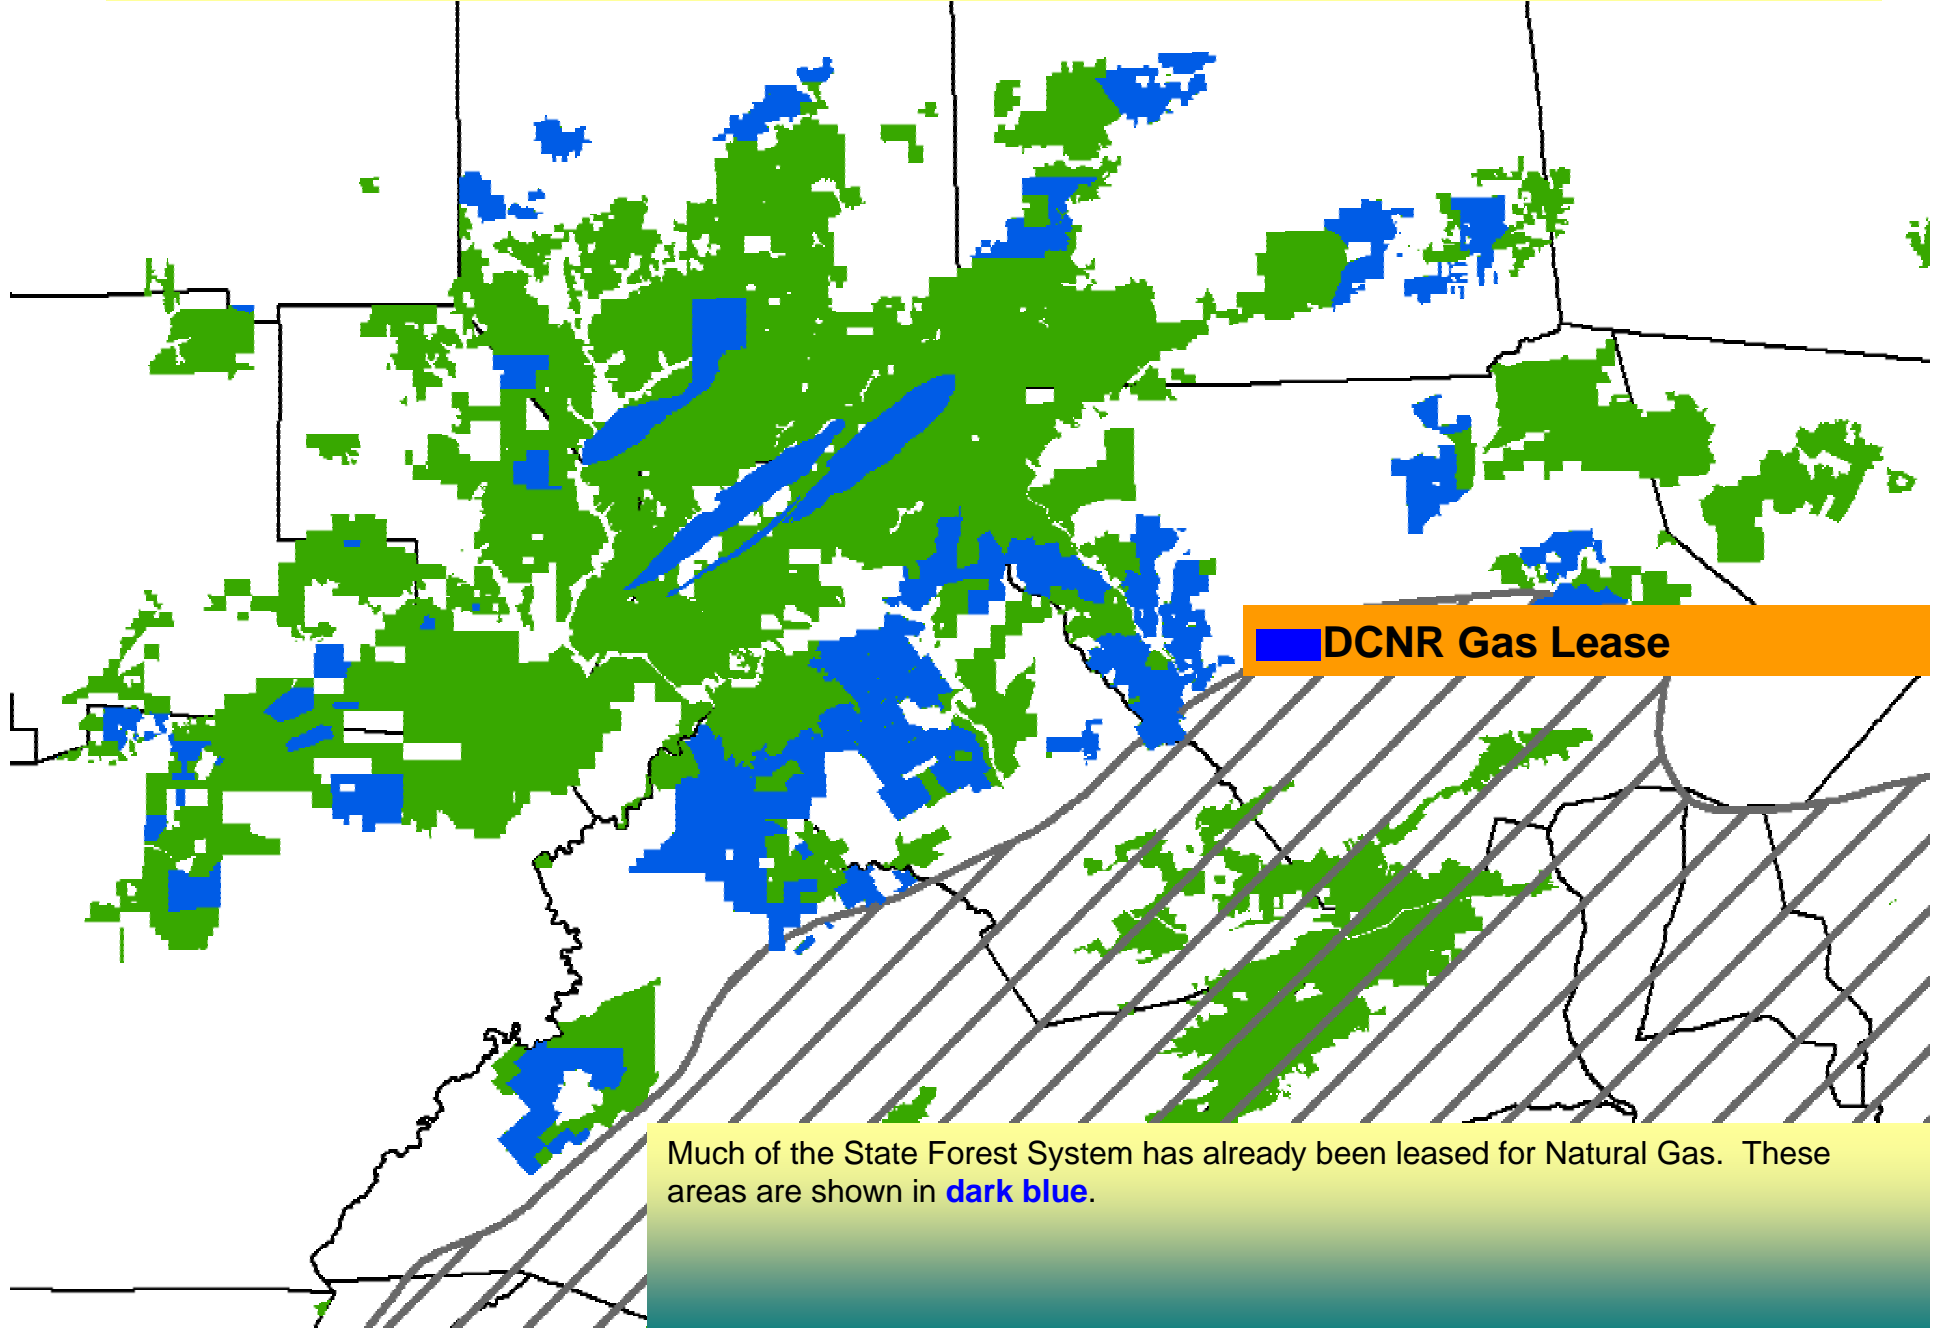 DCNR Gas Lease
Much of the State Forest System has already been leased for Natural Gas.  These
areas are shown in dark blue.